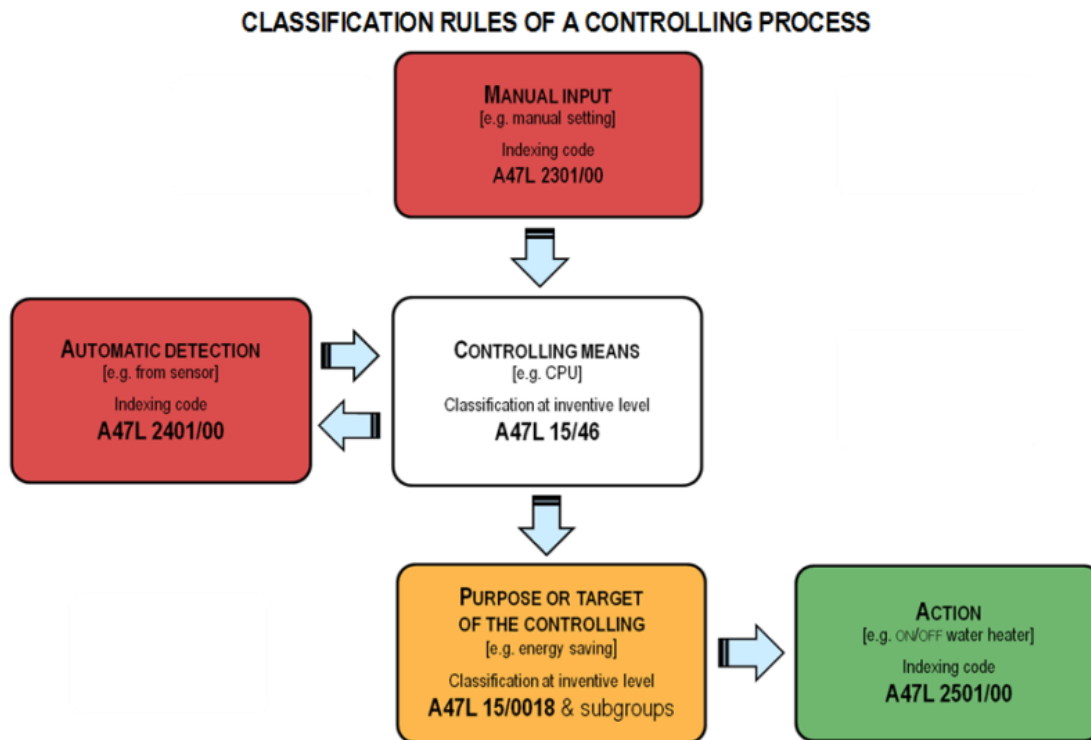 CLASSIFICATION RULES OF A CONTROLLING PROCESS
MANUAL INPUT
[e.g. manual setting]
Indexing code
A47L 2301/00
AUTOMATIC DETECTION
[e.g. from sensor]
Indexing code
A47L 2401/00
CONTROLLING MEANS
[e.g. CPU]
Classification at inventive level
A47L 15/46
PURPOSE OR TARGET
OF THE CONTROLLING
[e.g. energy saving]
Classification at inventive level
A47L 15/0018 & subgroups
ACTION
[e.g. ON/OFF water heater]
Indexing code
A47L 2501/00